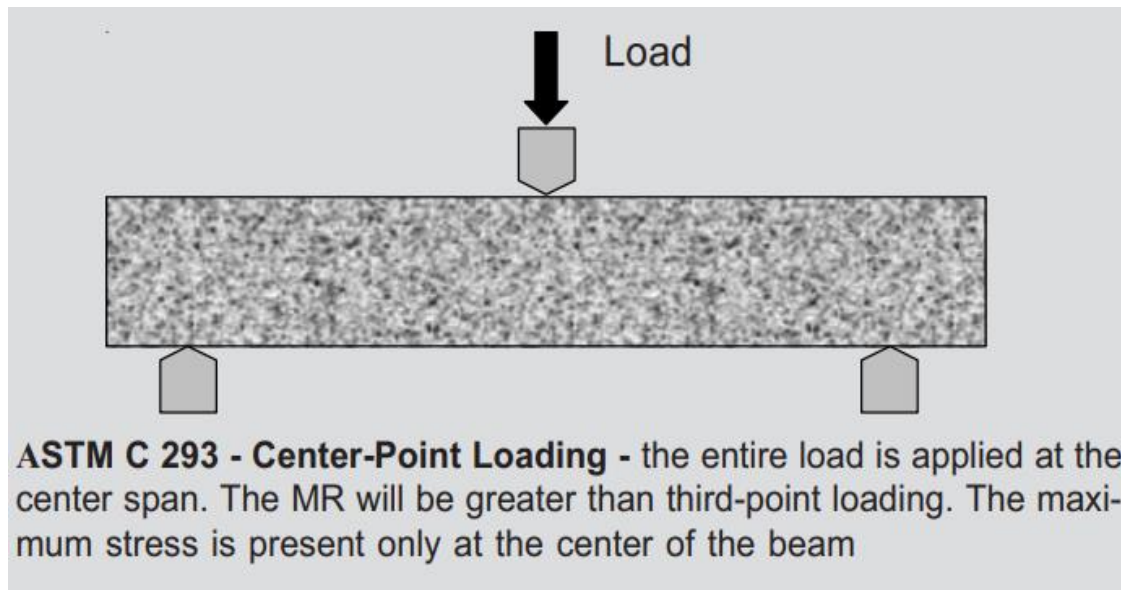 Load
ASTM C 293 - Center-Point Loading - the entire load is applied at the
center span. The MR will be greater than third-point loading. The maxi-
mum stress is present only at the center of the beam